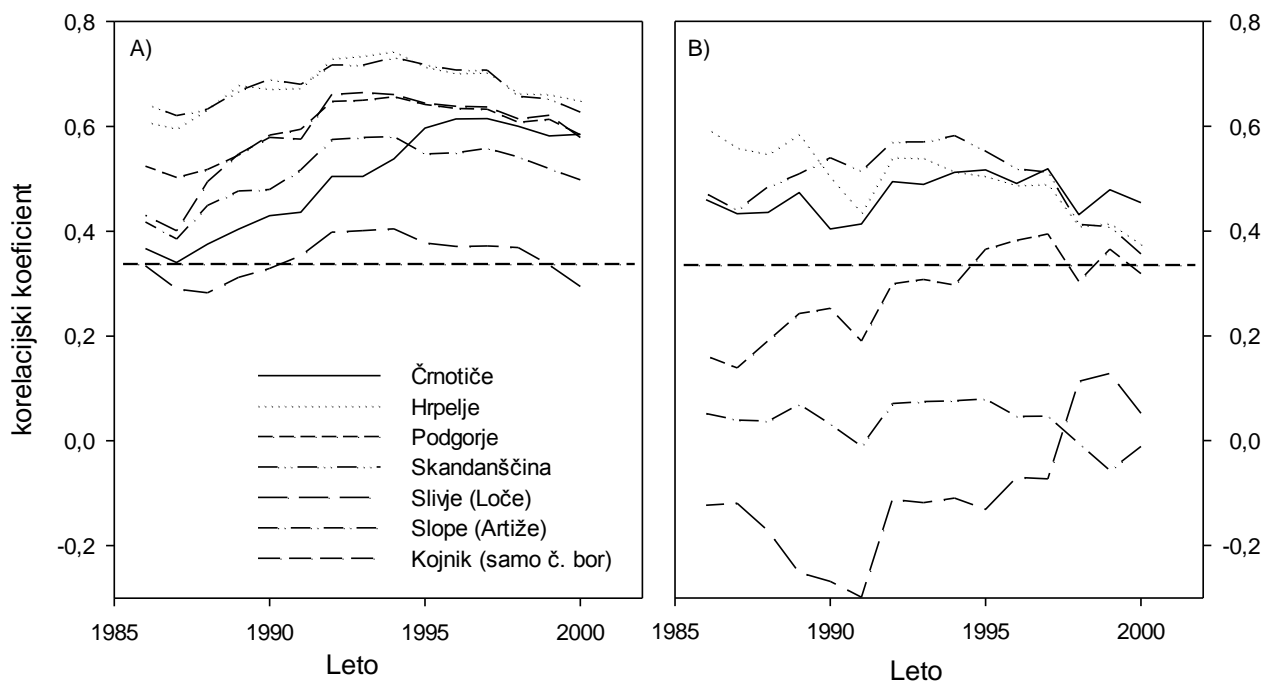 0,8
0,6
0,4
0,2
0,0
-0,2
korelacijski koeficient
A)
Črnotiče
Hrpelje
Podgorje
Skandanščina
Slivje (Loče)
Slope (Artiže)
Kojnik (samo č. bor)
1985
1990
1995
2000
Leto
B)
0,8
0,6
0,4
0,2
0,0
-0,2
1985
1990
1995
2000
Leto